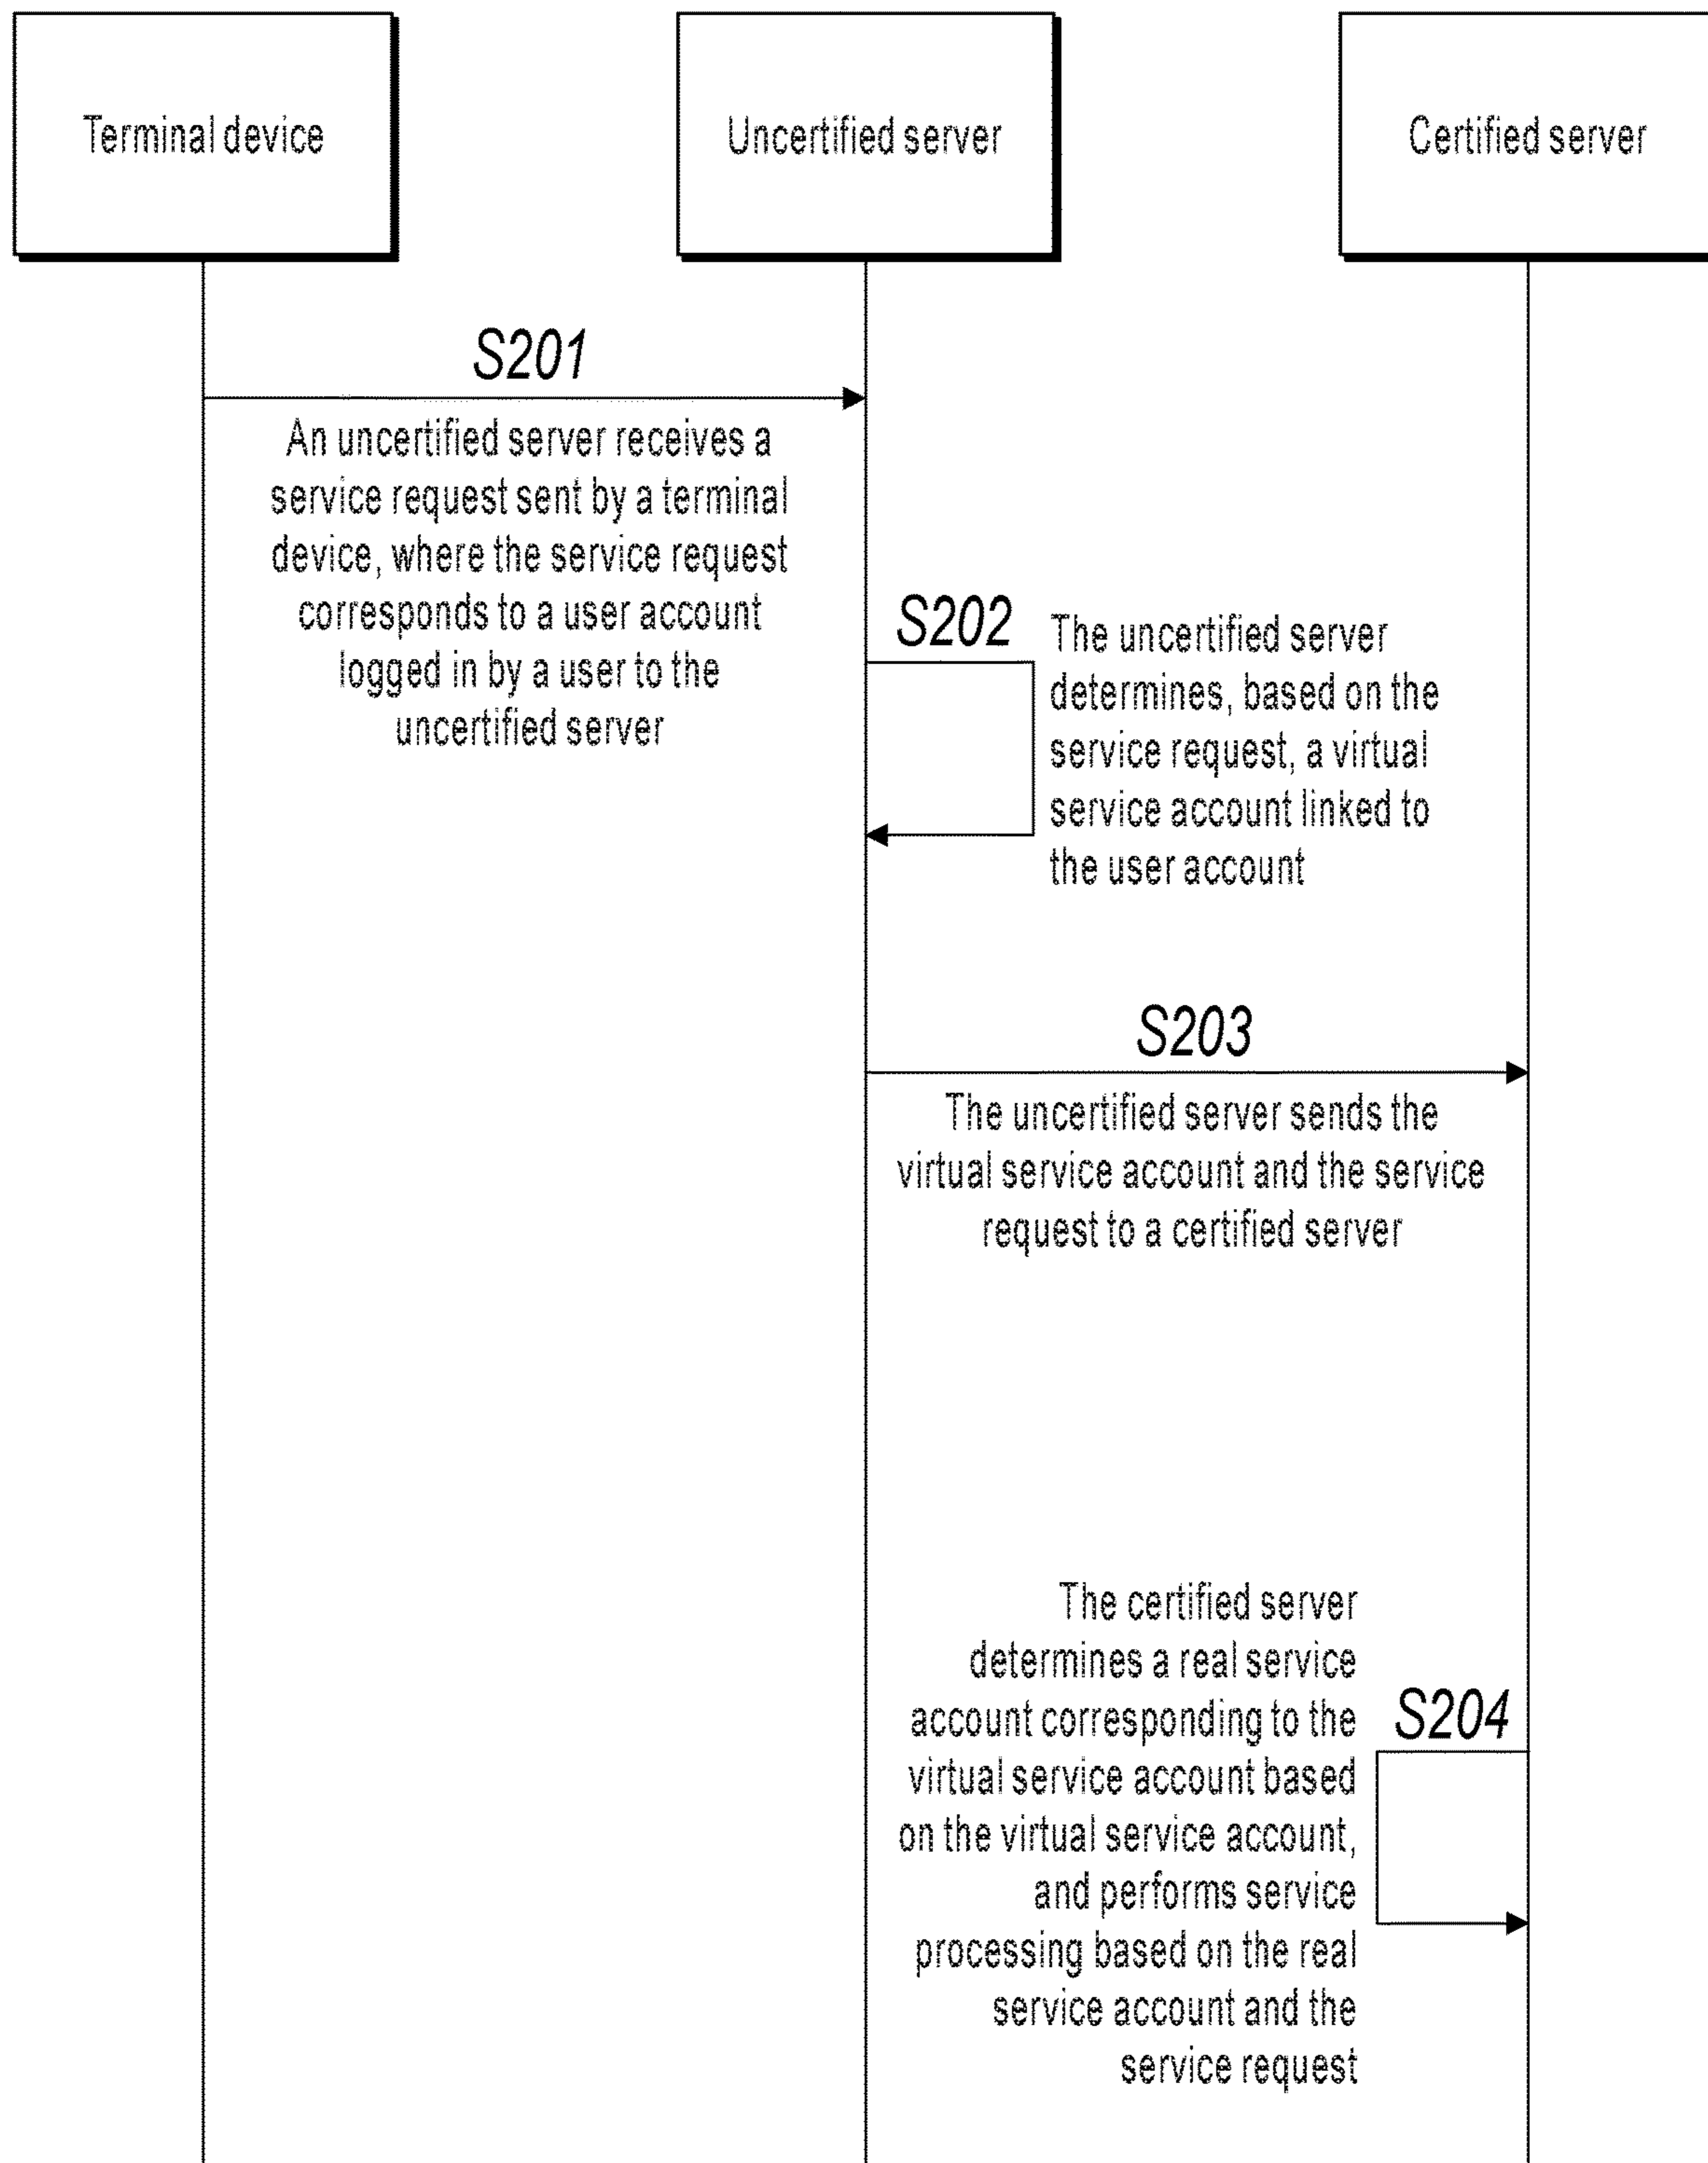 Terminal device
Uncertified server
Certified server
S201
An uncertified server receives a
service request sent by a terminal
device, where the service request
corresponds to a user account
logged in by a user to the
uncertified server
S202
The uncertified server
determines, based on the
service request, a virtual
service account linked to
the user account
S203
The uncertified server sends the
virtual service account and the service
request to a certified server
S204
The certified server
determines a real service
account corresponding to the
virtual service account based
on the virtual service account,
and performs service
processing based on the real
service account and the
service request